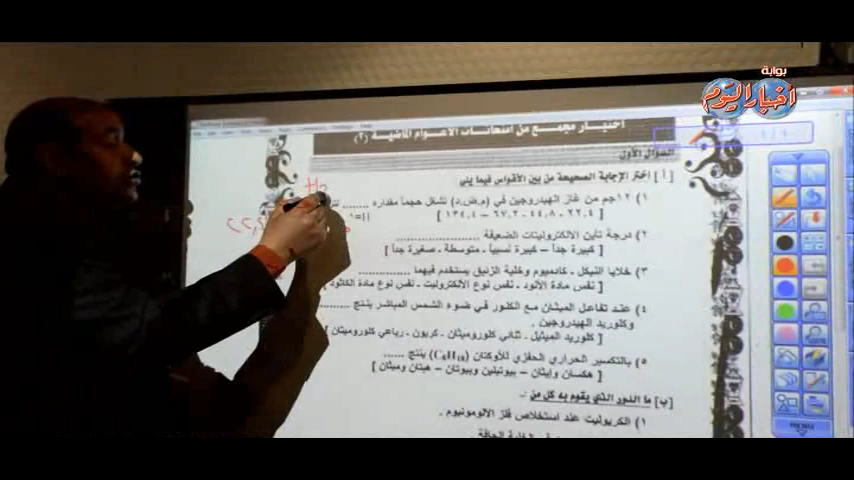 بوابة
أخبار اليوم
اختبار مجمع من امتحانات الأعوام الماضية (٢)
السؤال الأول
[أ] اختر الإجابة الصحيحة من بين الأقواس فيما يلي
١) ١٢جم من غاز الهيدروجين في (م.ض.د) تشغل حجماً مقداره ........
H=١
[ ٢٢.٤ – ٤٤.٨ – ٦٧.٢ – ١٣٤.٤ ]
٢) درجة تأين الالكتروليتات الضعيفة ....................
[ كبيرة جداً – كبيرة نسبياً – متوسطة – صغيرة جداً ]
٣) خلايا النيكل - كادميوم وخلية الزئبق يستخدم فيهما ..............
[ نفس مادة الأنود - نفس نوع الألكتروليت - نفس نوع مادة الكاثود ]
٤) عند تفاعل الميثان مع الكلور في ضوء الشمس المباشر ينتج ........
وكلوريد الهيدروجين .
[ كلوريد الميثيل - ثنائي كلوروميثان - كربون - رباعي كلوروميثان ]
٥) بالتكسير الحراري الحفزي للأوكتان (C₈H₁₈) ينتج ......
[ هكسان وإيثان – بيوتيلين وبيوتان – هبتان وميثان ]
[ب] ما الدور الذي يقوم به كل من :-
١) الكريوليت عند استخلاص فلز الالومونيوم .
الجافة .